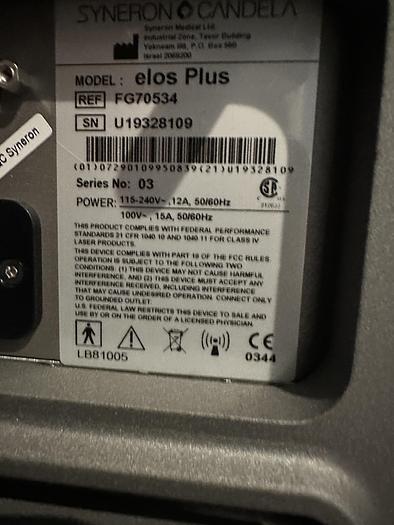 SYNERON CANDELA
Syneron Medical Ltd.
Industrial Zone, Tavor Building
Yokneam Illit, P.O. Box 550
Israel 2069200
MODEL : elos Plus
REF FG70534
SN U19328109
(01)07290109950839(21)U19328109
Series No: 03
POWER: 115-240V~, 12A, 50/60Hz
100V~, 15A, 50/60Hz
THIS PRODUCT COMPLIES WITH FEDERAL PERFORMANCE
STANDARDS 21 CFR 1040 10 AND 1040 11 FOR CLASS IV
LASER PRODUCTS.
THIS DEVICE COMPLIES WITH PART 18 OF THE FCC RULES.
OPERATION IS SUBJECT TO THE FOLLOWING TWO
CONDITIONS: (1) THIS DEVICE MAY NOT CAUSE HARMFUL
INTERFERENCE, AND (2) THIS DEVICE MUST ACCEPT ANY
INTERFERENCE RECEIVED, INCLUDING INTERFERENCE
THAT MAY CAUSE UNDESIRED OPERATION. CONNECT ONLY
TO GROUNDED OUTLET.
U.S. FEDERAL LAW RESTRICTS THIS DEVICE TO SALE AND
USE BY OR ON THE ORDER OF A LICENSED PHYSICIAN.
LB81005
CE
0344
Syneron